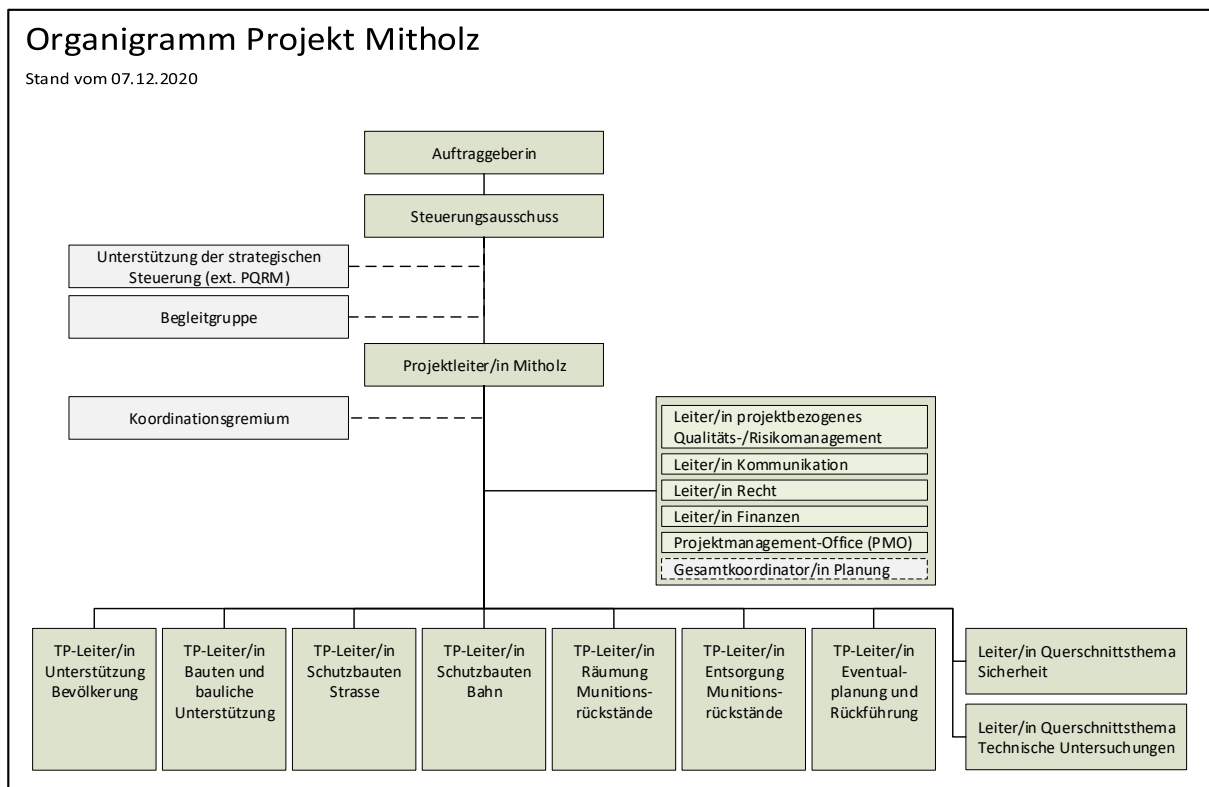 Organigramm Projekt Mitholz
Stand vom 07.12.2020
Auftraggeberin
Steuerungsausschuss
Unterstützung der strategischen
Steuerung (ext. PQRM)
Begleitgruppe
Projektleiter/in Mitholz
Koordinationsgremium
Leiter/in projektbezogenes
Qualitäts-/Risikomanagement
Leiter/in Kommunikation
Leiter/in Recht
Leiter/in Finanzen
Projektmanagement-Office (PMO)
Gesamtkoordinator/in Planung
TP-Leiter/in
Unterstützung
Bevölkerung
TP-Leiter/in
Bauten und
bauliche
Unterstützung
TP-Leiter/in
Schutzbauten
Strasse
TP-Leiter/in
Schutzbauten
Bahn
TP-Leiter/in
Räumung
Munitions-
rückstände
TP-Leiter/in
Entsorgung
Munitions-
rückstände
TP-Leiter/in
Eventual-
planung und
Rückführung
Leiter/in Querschnittsthema
Sicherheit
Leiter/in Querschnittsthema
Technische Untersuchungen